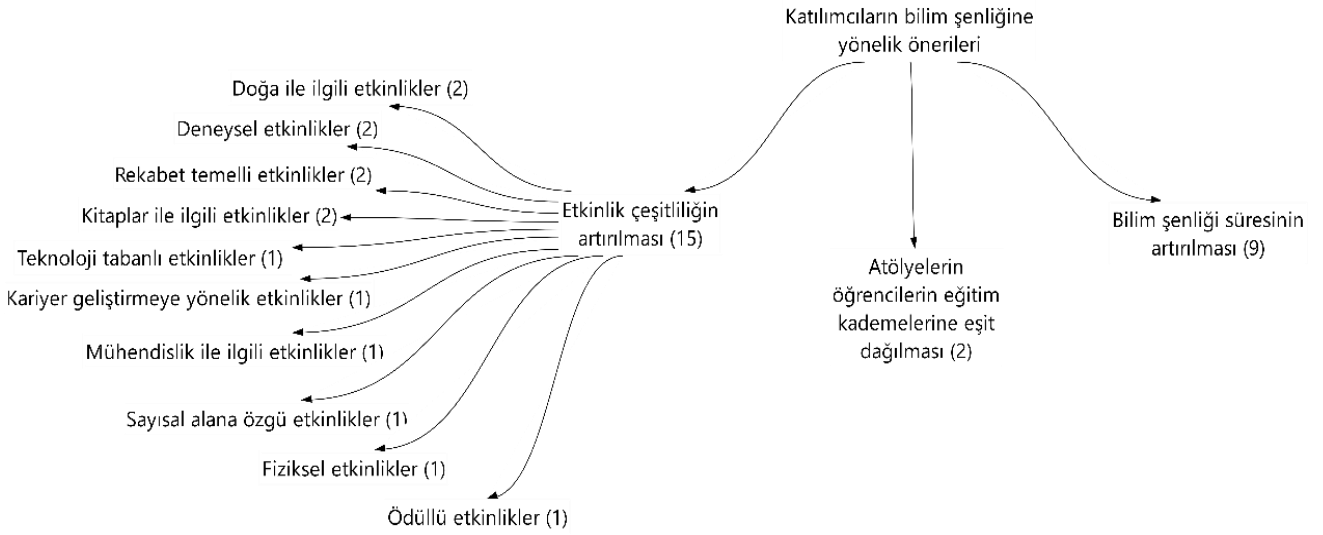 Katılımcıların bilim şenliğine
yönelik önerileri
Doğa ile ilgili etkinlikler (2)
Deneysel etkinlikler (2)
Rekabet temelli etkinlikler (2)
Kitaplar ile ilgili etkinlikler (2)
Teknoloji tabanlı etkinlikler (1)
Kariyer geliştirmeye yönelik etkinlikler (1)
Mühendislik ile ilgili etkinlikler (1)
Sayısal alana özgü etkinlikler (1)
Fiziksel etkinlikler (1)
Ödüllü etkinlikler (1)
Etkinlik çeşitliliğin
artırılması (15)
Atölyelerin
öğrencilerin eğitim
kademelerine eşit
dağılması (2)
Bilim şenliği süresinin
artırılması (9)